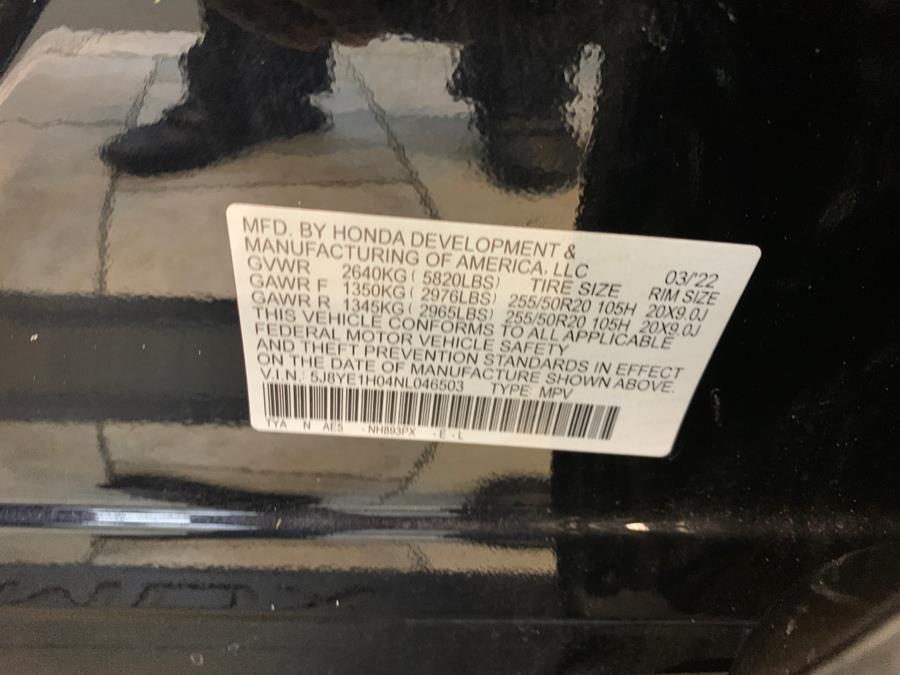 MFD. BY HONDA DEVELOPMENT &
MANUFACTURING OF AMERICA, LLC
GVWR 2640KG ( 5820LBS) TIRE SIZE 03/'22 RIM SIZE
GAWR F 1350KG ( 2976LBS) 255/50R20 105H 20X9.0J
GAWR R 1345KG ( 2965LBS) 255/50R20 105H 20X9.0J
THIS VEHICLE CONFORMS TO ALL APPLICABLE
FEDERAL MOTOR VEHICLE SAFETY
AND THEFT PREVENTION STANDARDS IN EFFECT
ON THE DATE OF MANUFACTURE SHOWN ABOVE.
V.I.N.: 5J8YE1H04NL046503 TYPE: MPV
TYA N AE5 - NH893PX - E - L